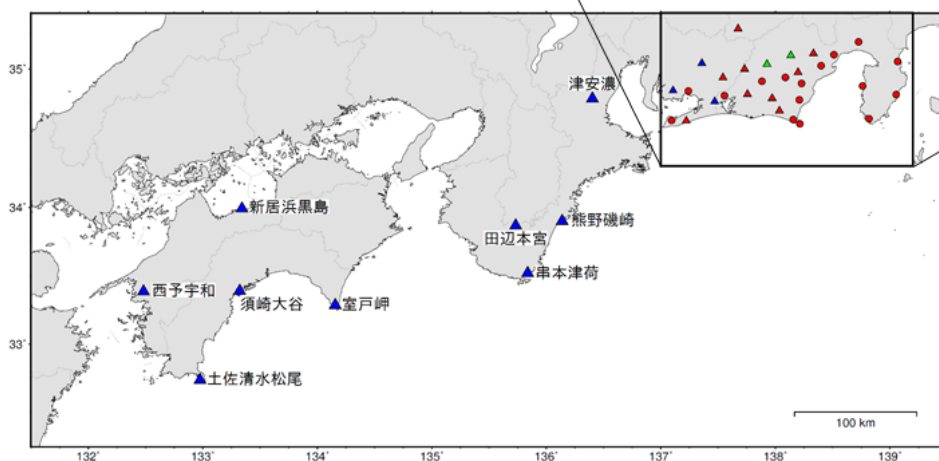 35°
津安濃
34°
新居浜黒島
熊野磯崎
田辺本宮
串本津荷
西予宇和
須崎大谷
室戸岬
33°
土佐清水松尾
100 km
132°
133°
134°
135°
136°
137°
138°
139°